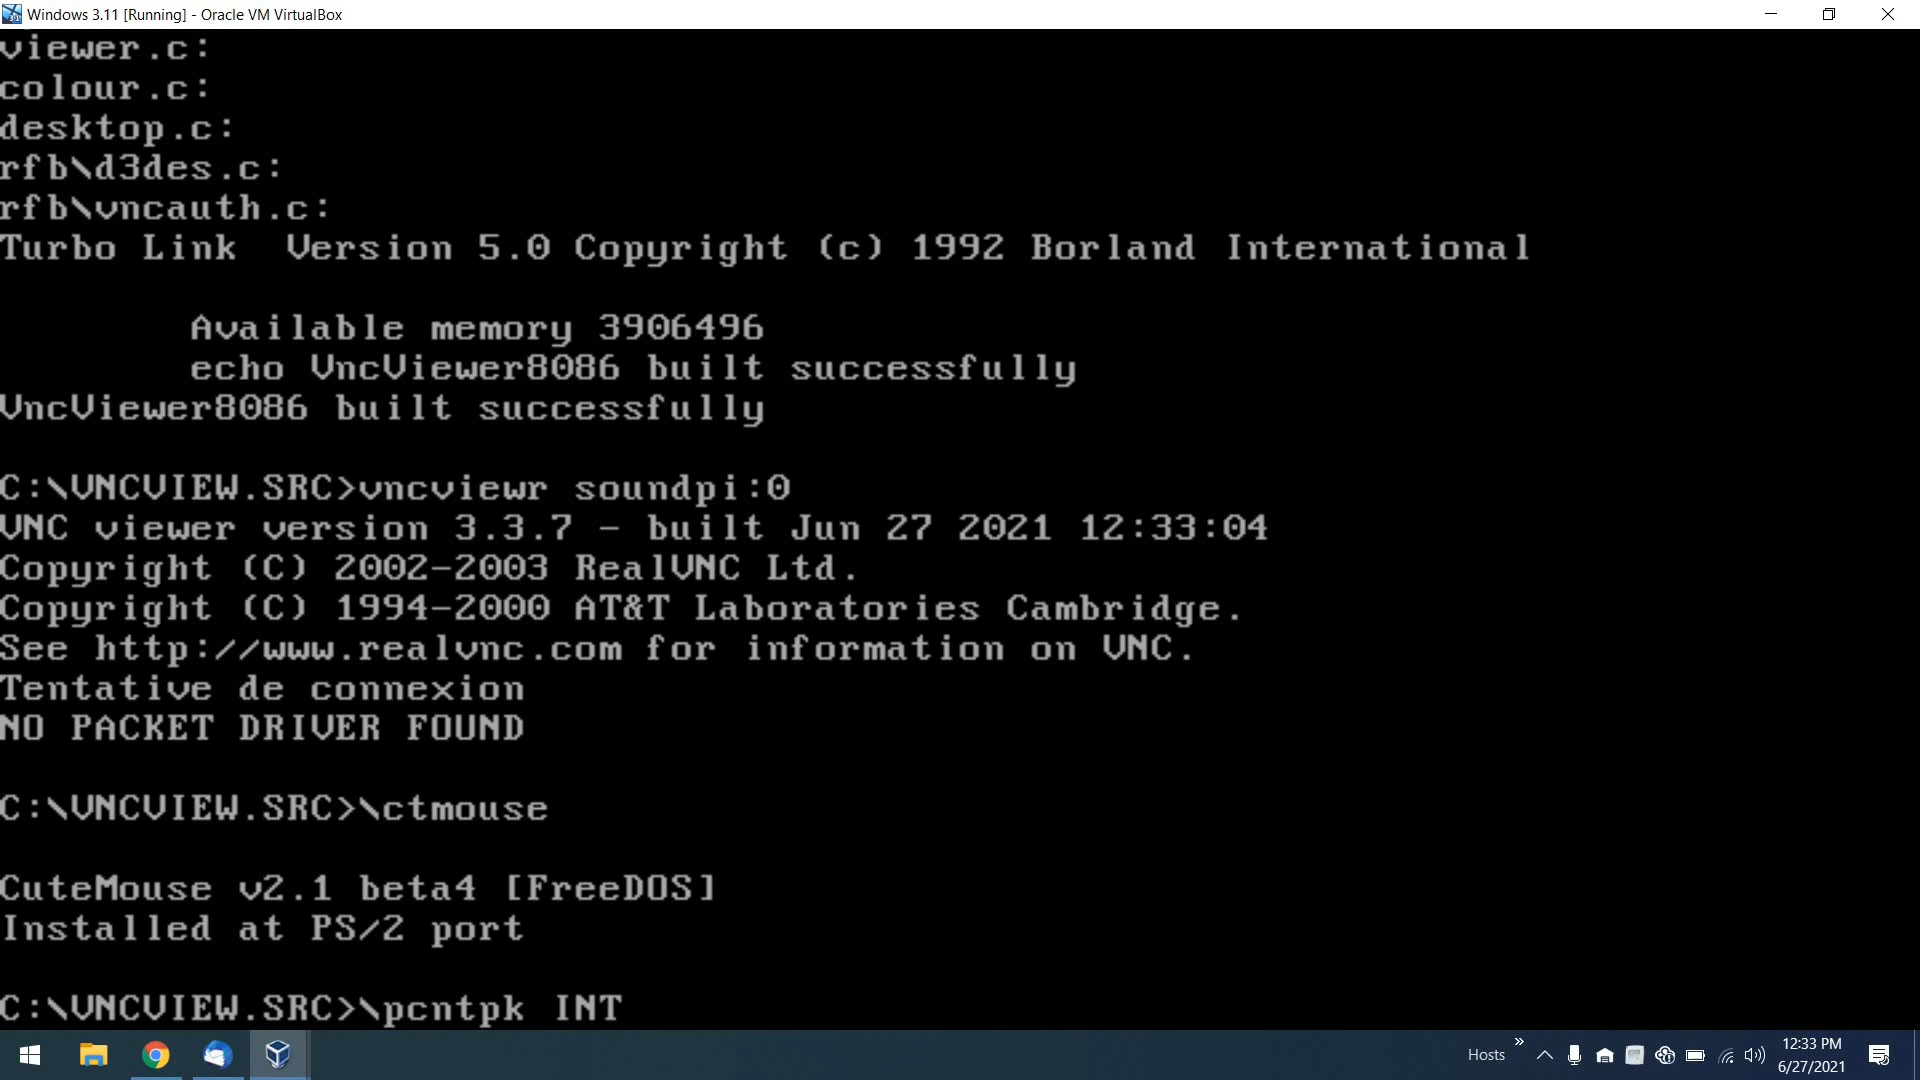 Windows 3.11 [Running] - Oracle VM VirtualBox
viewer.c:
colour.c:
desktop.c:
rfb\d3des.c:
rfb\vncauth.c:
Turbo Link  Version 5.0 Copyright (c) 1992 Borland International
Available memory 3906496
echo VncViewer8086 built successfully
VncViewer8086 built successfully
C:\VNCVIEW.SRC>vncviewr soundpi:0
VNC viewer version 3.3.7 - built Jun 27 2021 12:33:04
Copyright (C) 2002-2003 RealVNC Ltd.
Copyright (C) 1994-2000 AT&T Laboratories Cambridge.
See http://www.realvnc.com for information on VNC.
Tentative de connexion
NO PACKET DRIVER FOUND
C:\VNCVIEW.SRC>\ctmouse
CuteMouse v2.1 beta4 [FreeDOS]
Installed at PS/2 port
C:\VNCVIEW.SRC>\pcntpk INT
Hosts
12:33 PM
6/27/2021